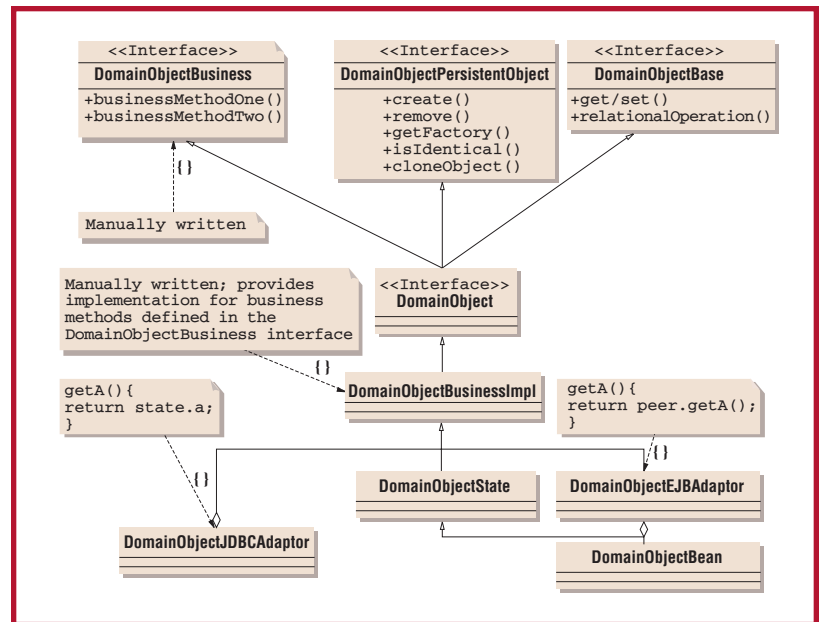 <<Interface>>
DomainObjectBusiness
+businessMethodOne()
+businessMethodTwo()
<<Interface>>
DomainObjectPersistentObject
+create()
+remove()
+getFactory()
+isIdentical()
+cloneObject()
<<Interface>>
DomainObjectBase
+get/set()
+relationalOperation()
{}
Manually written
Manually written; provides
implementation for business
methods defined in the
DomainObjectBusiness interface
<<Interface>>
DomainObject
{}
DomainObjectBusinessImpl
getA(){
return state.a;
}
getA(){
return peer.getA();
}
{}
{}
DomainObjectState
DomainObjectEJBAdaptor
DomainObjectJDBCAdaptor
DomainObjectBean